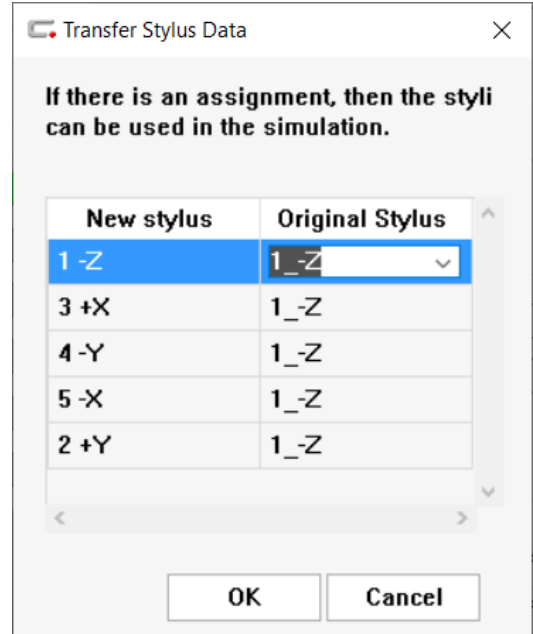 Transfer Stylus Data
If there is an assignment, then the styli
can be used in the simulation.
New stylus Original Stylus
1 -Z 1_-Z
3 +X 1_-Z
4 -Y 1_-Z
5 -X 1_-Z
2 +Y 1_-Z
OK Cancel